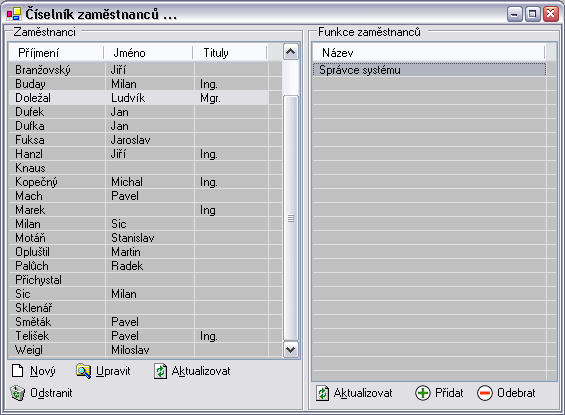 Číselník zaměstnanců ...
Zaměstnanci
Příjmení Jméno Tituly
Branžovský Jiří
Buday Milan Ing.
Doležal Ludvík Mgr.
Dufek Jan
Dufka Jan
Fuksa Jaroslav
Hanzl Jiří Ing.
Knaus
Kopečný Michal Ing.
Mach Pavel
Marek Ing
Milan Sic
Motáň Stanislav
Opluštil Martin
Palůch Radek
Přichystal
Sic Milan
Sklenář
Směták Pavel
Telišek Pavel Ing.
Weigl Miloslav
Nový Upravit Aktualizovat
Odstranit
Funkce zaměstnanců
Název
Správce systému
Aktualizovat Přidat Odebrat